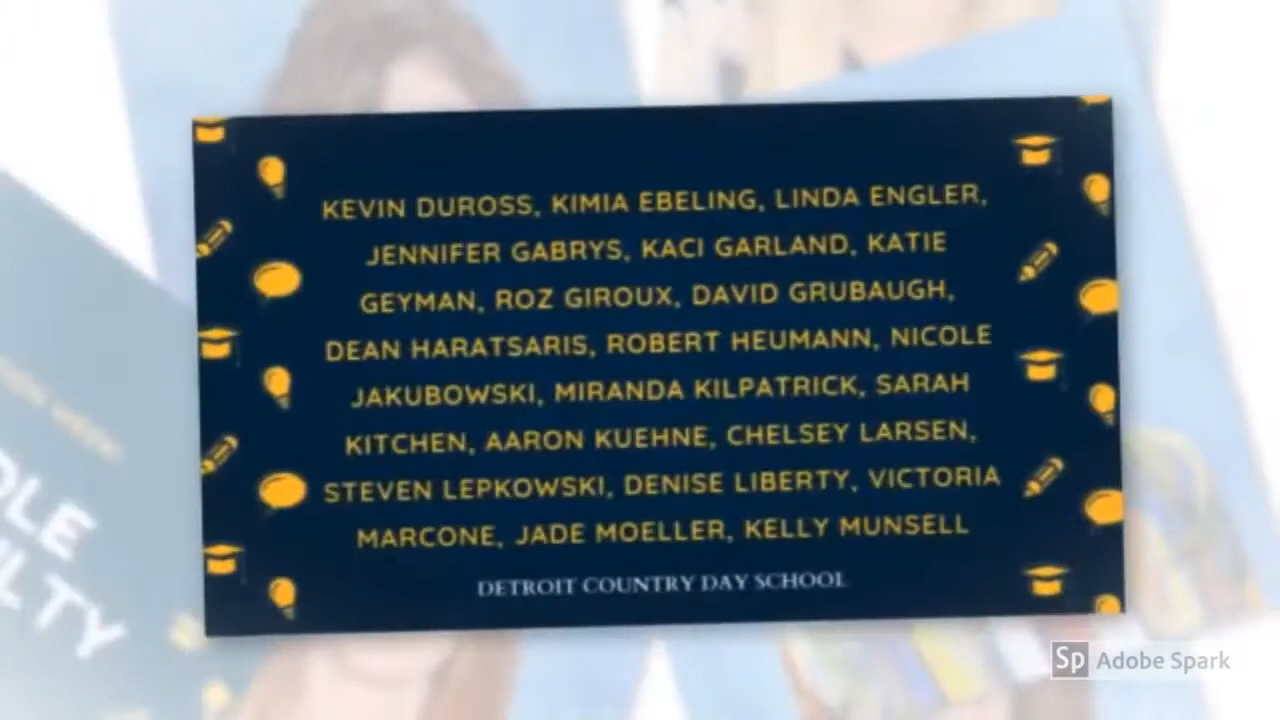 KEVIN DUROSS, KIMIA EBELING, LINDA ENGLER,
JENNIFER GABRYS, KACI GARLAND, KATIE
GEYMAN, ROZ GIROUX, DAVID GRUBAUGH,
DEAN HARATSARIS, ROBERT HEUMANN, NICOLE
JAKUBOWSKI, MIRANDA KILPATRICK, SARAH
KITCHEN, AARON KUEHNE, CHELSEY LARSEN,
STEVEN LEPKOWSKI, DENISE LIBERTY, VICTORIA
MARCONE, JADE MOELLER, KELLY MUNSELL
DETROIT COUNTRY DAY SCHOOL
Sp Adobe Spark